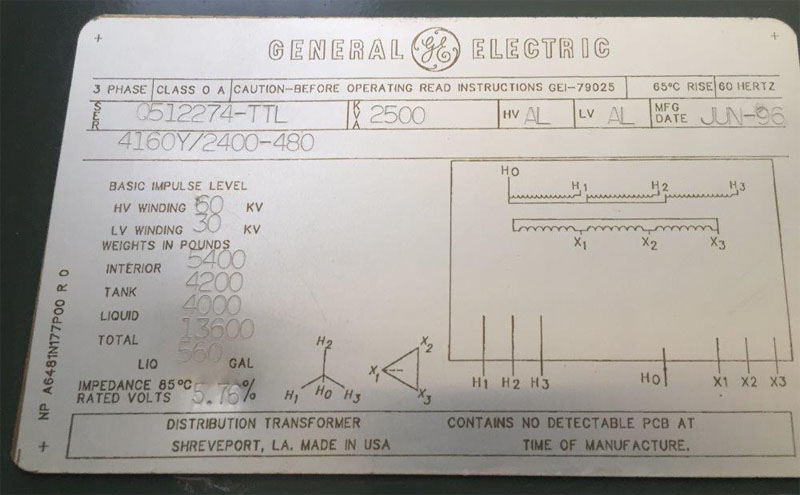 GENERAL GE ELECTRIC
3 PHASE CLASS O A CAUTION-BEFORE OPERATING READ INSTRUCTIONS GEI-79025 65°C RISE 60 HERTZ
SER Q512274-TTL KVA 2500 HV AL LV AL MFG DATE JUN-96
4160Y/2400-480
BASIC IMPULSE LEVEL
HV WINDING 60 KV
LV WINDING 30 KV
WEIGHTS IN POUNDS
INTERIOR 5400
TANK 4200
LIQUID 4000
TOTAL 13600
LIQ 560 GAL
IMPEDANCE 85°C
RATED VOLTS 5.76%
H2
H1 H0 H3
X2
X1
X3
H0
H1 H2 H3
X1 X2 X3
H1 H2 H3 H0 X1 X2 X3
NP A6481N177P00 R 0
DISTRIBUTION TRANSFORMER
SHREVEPORT, LA. MADE IN USA
CONTAINS NO DETECTABLE PCB AT
TIME OF MANUFACTURE.